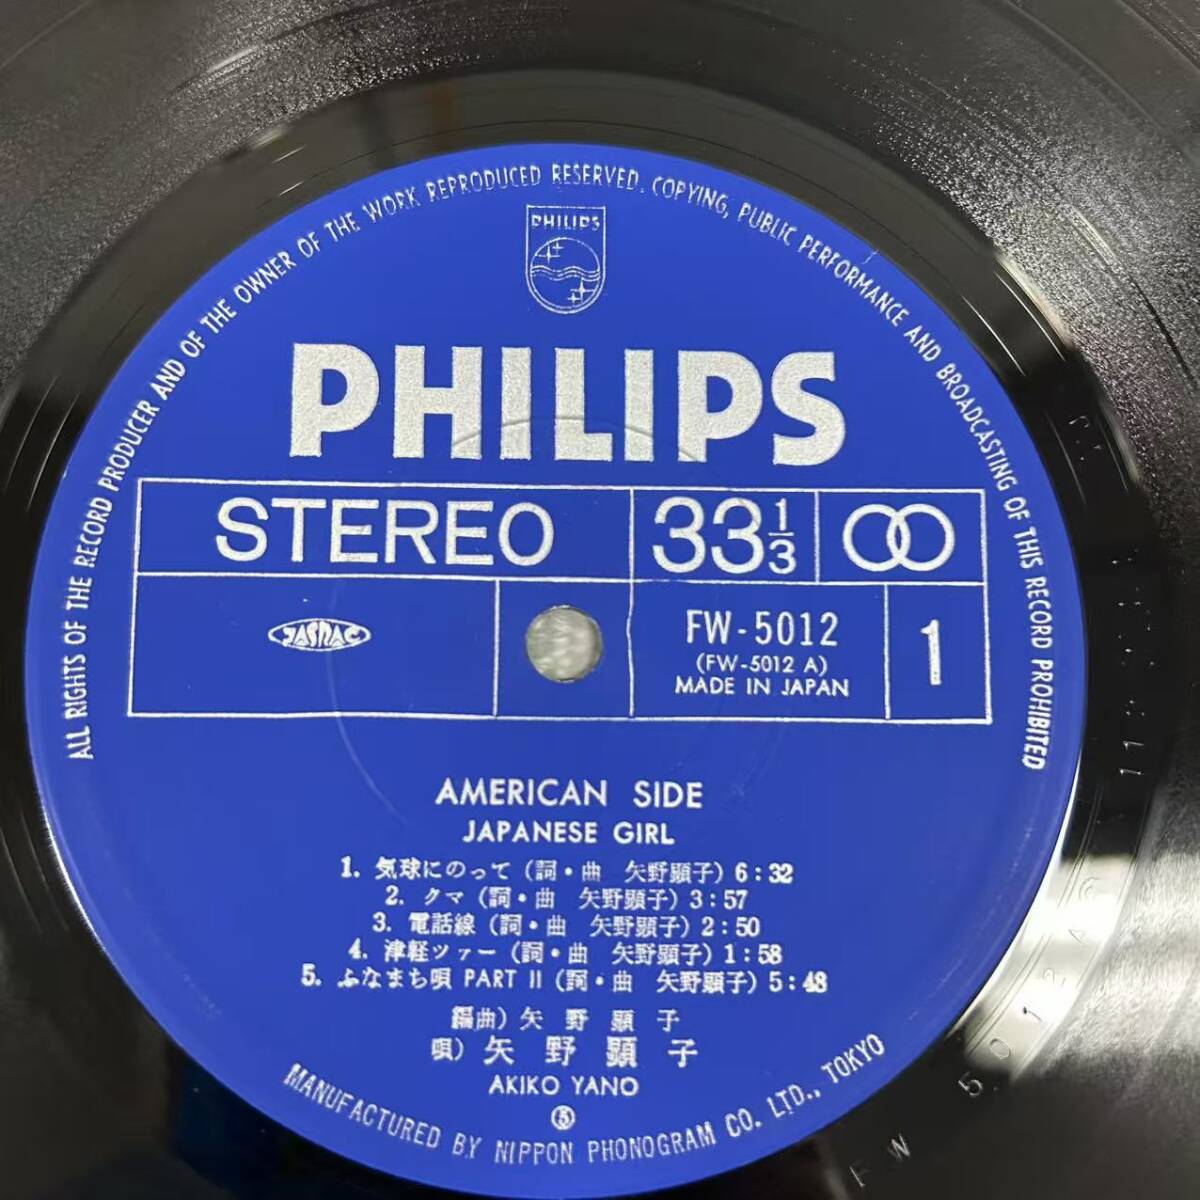 ALL RIGHTS OF THE RECORD PRODUCER AND OF THE OWNER OF THE WORK REPRODUCED RESERVED. COPYING, PUBLIC PERFORMANCE AND BROADCASTING OF THIS RECORD PROHIBITED
PHILIPS
PHILIPS
STEREO 33 1/3
JASRAC FW-5012 1
(FW-5012 A)
MADE IN JAPAN
AMERICAN SIDE
JAPANESE GIRL
1. 気球にのって (詞・曲 矢野顕子) 6:32
2. クマ (詞・曲 矢野顕子) 3:57
3. 電話線 (詞・曲 矢野顕子) 2:50
4. 津軽ツァー (詞・曲 矢野顕子) 1:58
5. ふなまち唄 PART II (詞・曲 矢野顕子) 5:48
編曲) 矢野顕子
唄) 矢野顕子
AKIKO YANO
⑤
MANUFACTURED BY NIPPON PHONOGRAM CO. LTD., TOKYO
FW 5012A